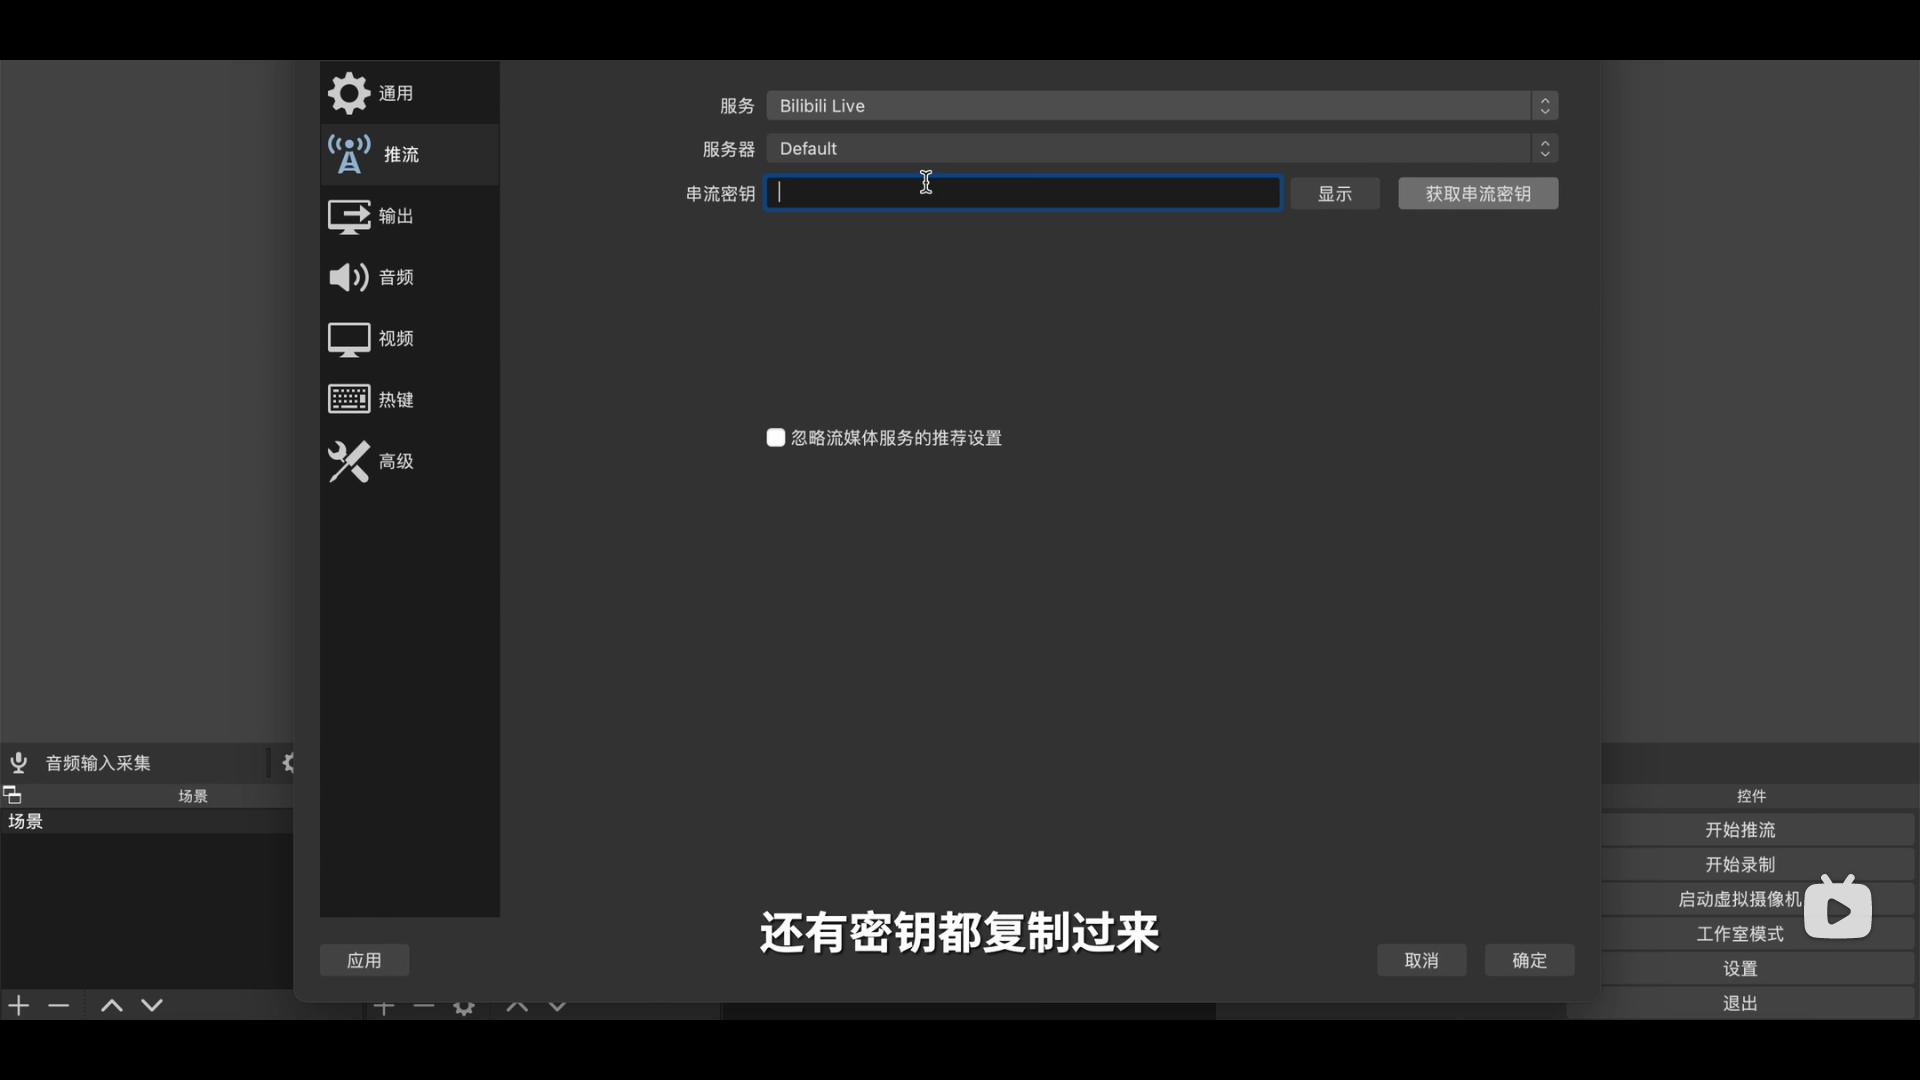 通用
推流
输出
音频
视频
热键
高级
服务 Bilibili Live
服务器 Default
串流密钥 显示 获取串流密钥
忽略流媒体服务的推荐设置
音频输入采集
场景
场景
控件
开始推流
开始录制
启动虚拟摄像机
工作室模式
设置
退出
还有密钥都复制过来
应用 取消 确定